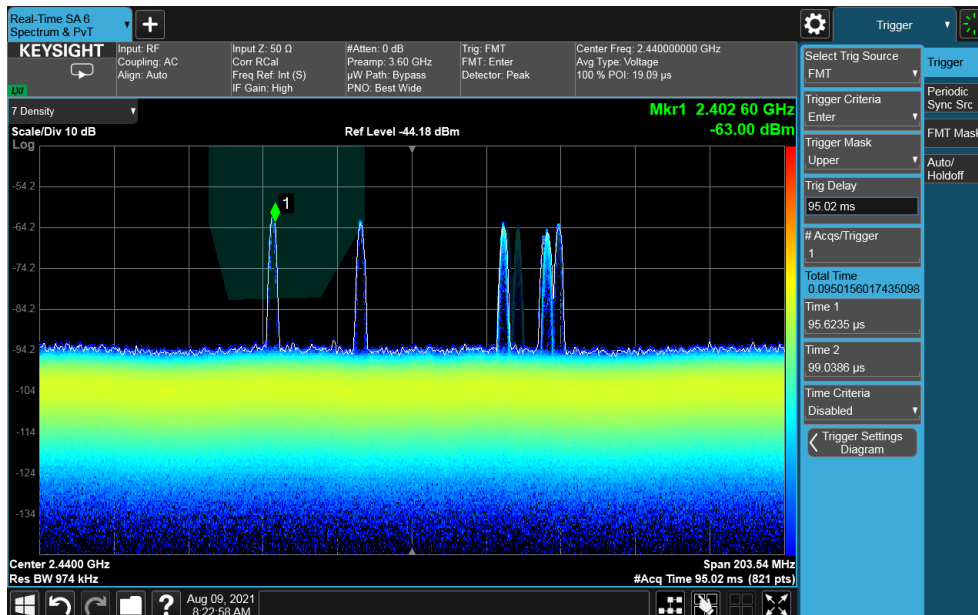 Real-Time SA 6
Spectrum & PvT
Trigger
KEYSIGHT
Input: RF
Coupling: AC
Align: Auto
Input Z: 50 Ω
Corr RCal
Freq Ref: Int (S)
IF Gain: High
#Atten: 0 dB
Preamp: 3.60 GHz
µW Path: Bypass
PNO: Best Wide
Trig: FMT
FMT: Enter
Detector: Peak
Center Freq: 2.440000000 GHz
Avg Type: Voltage
100 % POI: 19.09 µs
LXI
7 Density
Scale/Div 10 dB
Ref Level -44.18 dBm
Mkr1 2.402 60 GHz
-63.00 dBm
Log
1
-54.2
-64.2
-74.2
-84.2
-94.2
-104
-114
-124
-134
Center 2.4400 GHz
Res BW 974 kHz
Span 203.54 MHz
#Acq Time 95.02 ms (821 pts)
Select Trig Source
FMT
Trigger Criteria
Enter
Trigger Mask
Upper
Trig Delay
95.02 ms
# Acqs/Trigger
1
Total Time
0.0950156017435098
Time 1
95.6235 µs
Time 2
99.0386 µs
Time Criteria
Disabled
Trigger Settings
Diagram
Trigger
Periodic
Sync Src
FMT Mask
Auto/
Holdoff
?
Aug 09, 2021
8:22:58 AM